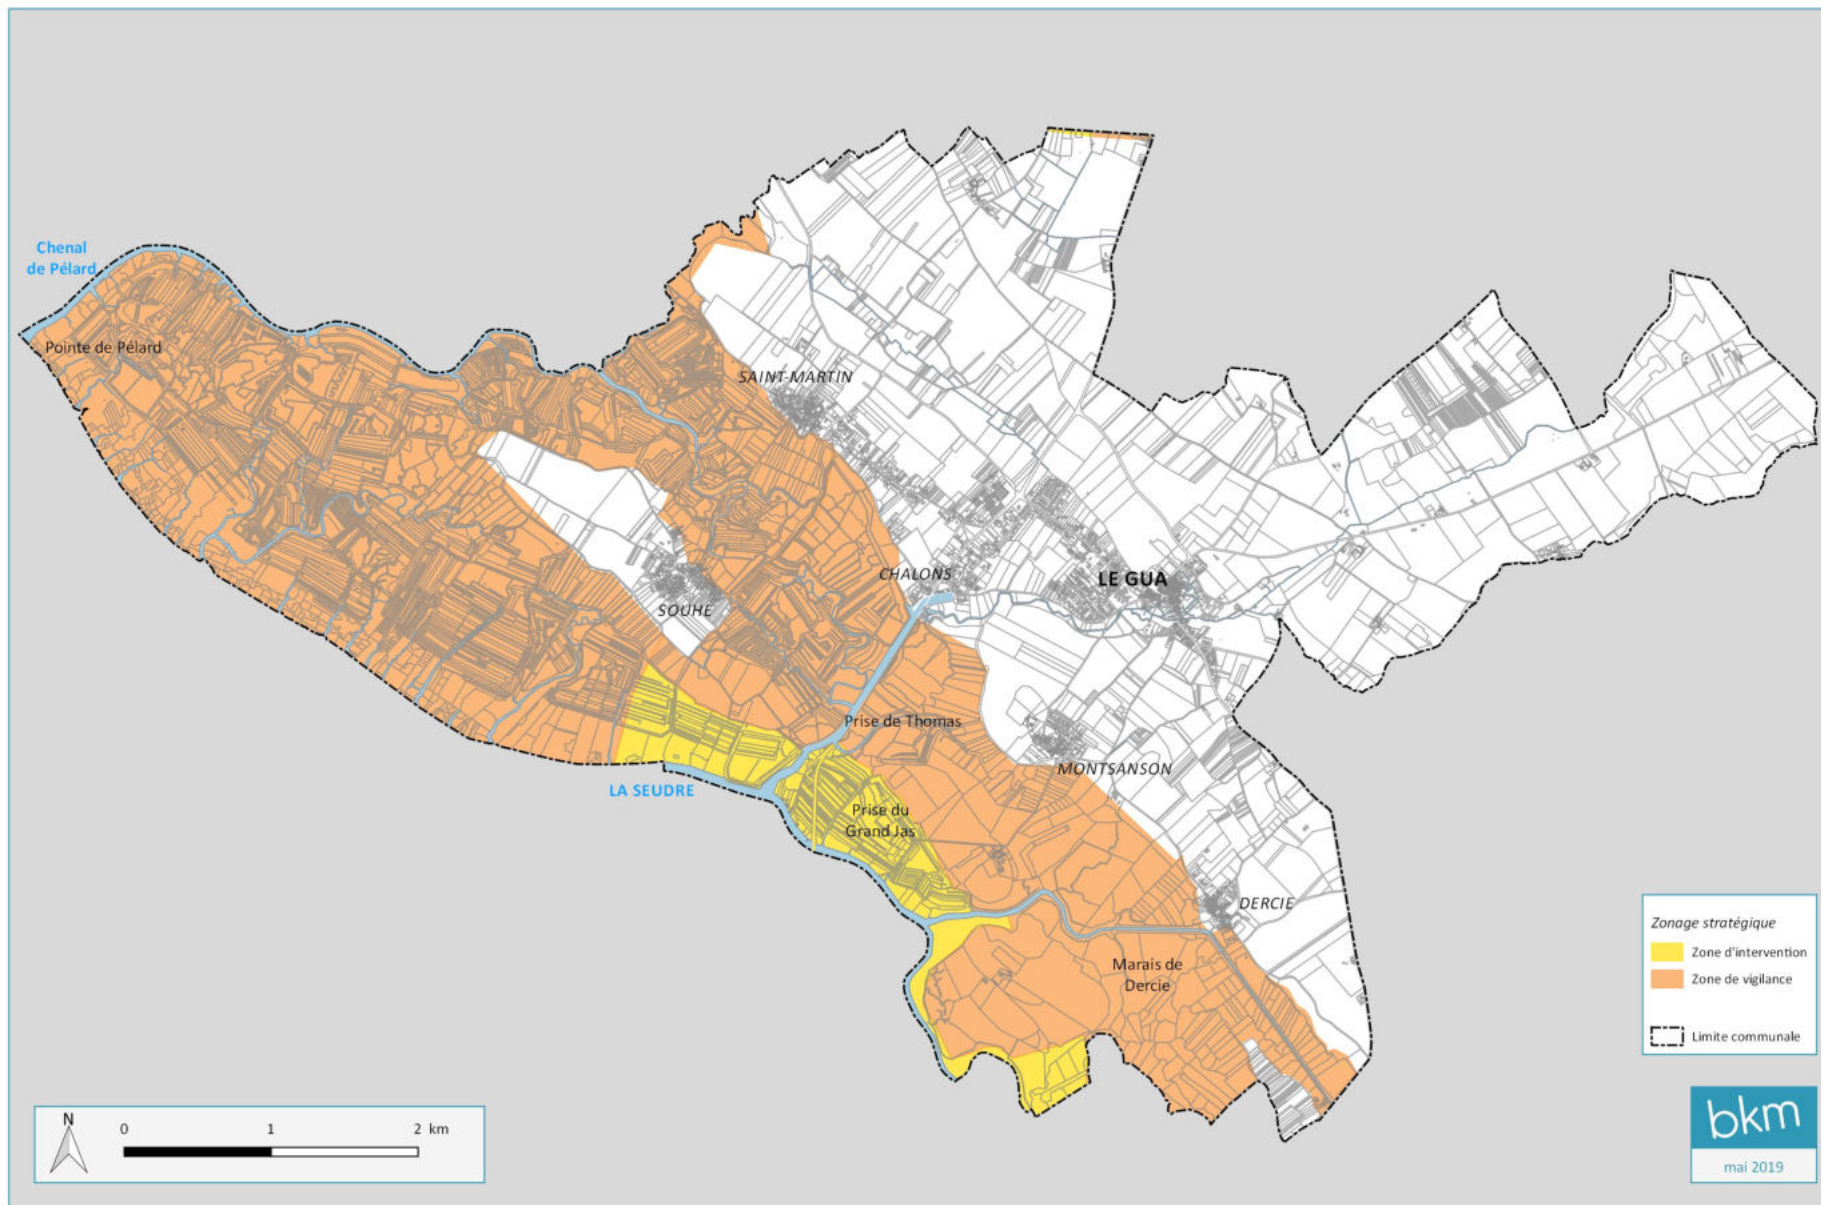 Chenal
de Pélard
Pointe de Pélard
SAINT-MARTIN
CHALONS
LE GUA
SOUHE
Prise de Thomas
MONTSANSON
LA SEUDRE
Prise du
Grand Jas
DERCIE
Marais de
Dercie
Zonage stratégique
Zone d'intervention
Zone de vigilance
Limite communale
N
0 1 2 km
bkm
mai 2019